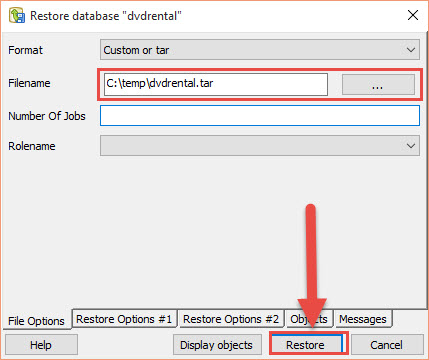 Restore database "dvdrental"
Format Custom or tar
Filename C:\temp\dvdrental.tar ...
Number Of Jobs
Rolename
File Options Restore Options #1 Restore Options #2 Objects Messages
Help Display objects Restore Cancel